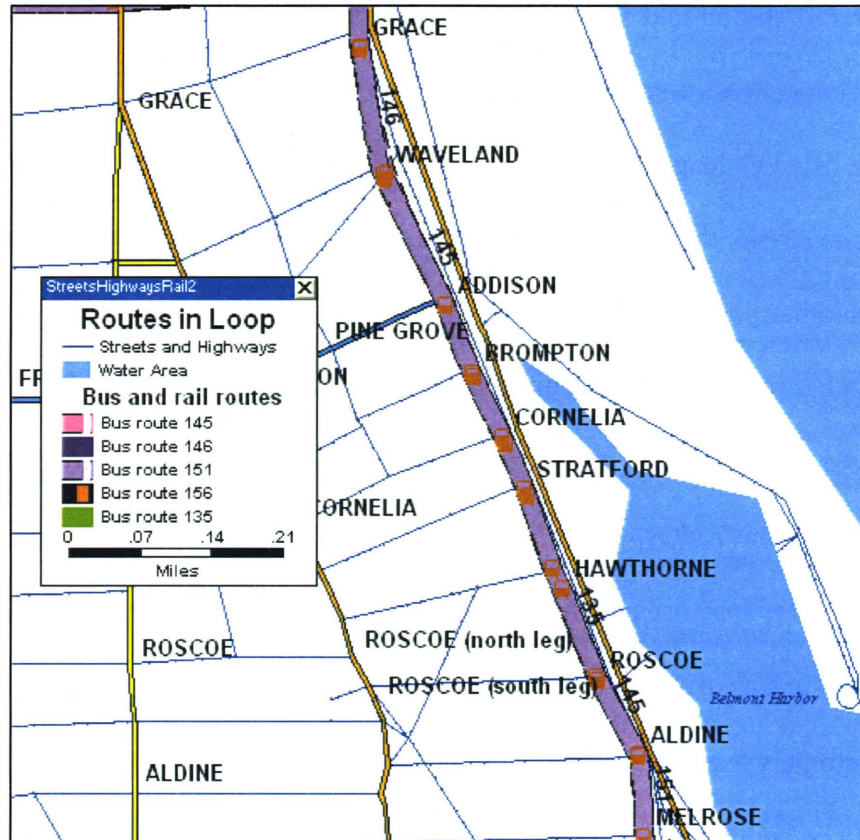 GRACE
GRACE
146
WAVELAND
145
ADDISON
PINE GROVE
BROMPTON
CORNELIA
STRATFORD
CORNELIA
HAWTHORNE
135
ROSCOE
ROSCOE (north leg)
ROSCOE
ROSCOE (south leg)
145
Belmont Harbor
ALDINE
ALDINE
151
MELROSE
StreetsHighwaysRail2
Routes in Loop
Streets and Highways
Water Area
Bus and rail routes
Bus route 145
Bus route 146
Bus route 151
Bus route 156
Bus route 135
0 .07 .14 .21
Miles
FR
ON